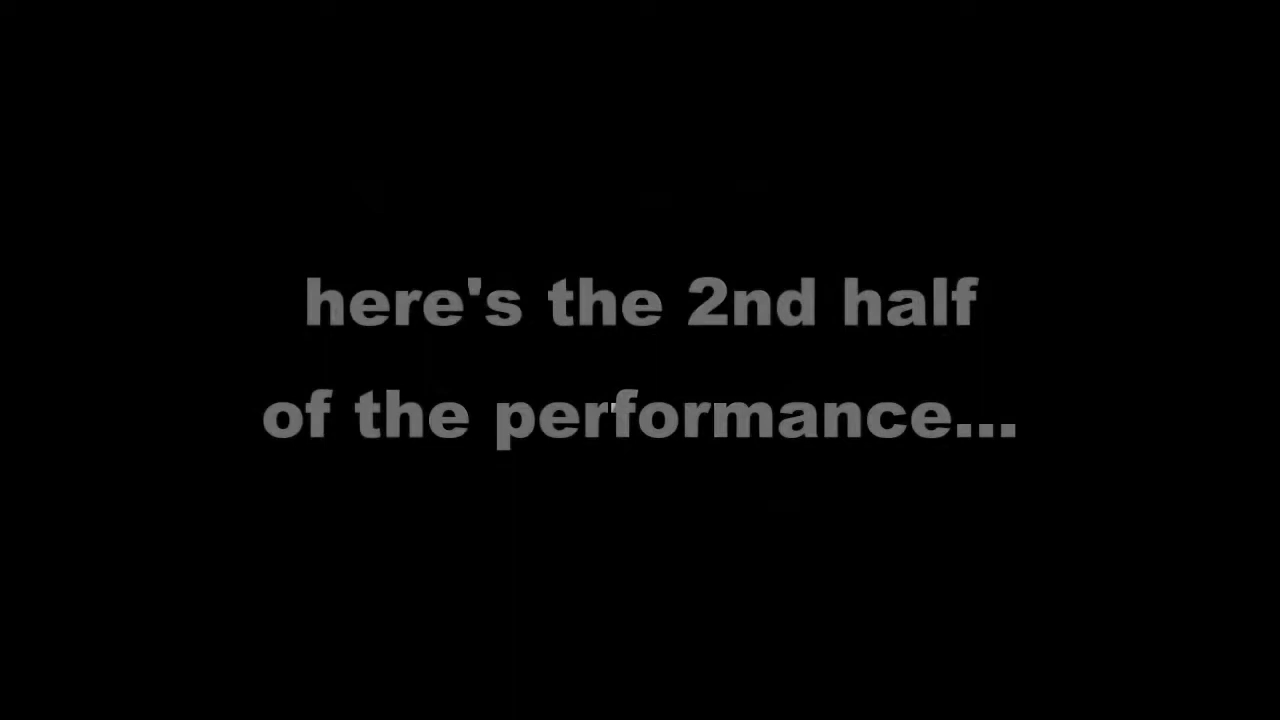 here's the 2nd half
of the performance...